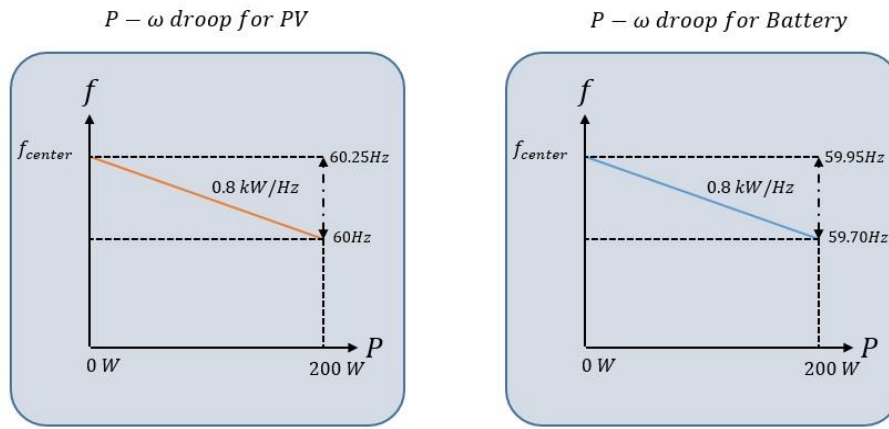 P − ω droop for PV
f
f_center
60.25Hz
0.8 kW/Hz
60Hz
P
0 W
200 W
P − ω droop for Battery
f
f_center
59.95Hz
0.8 kW/Hz
59.70Hz
P
0 W
200 W